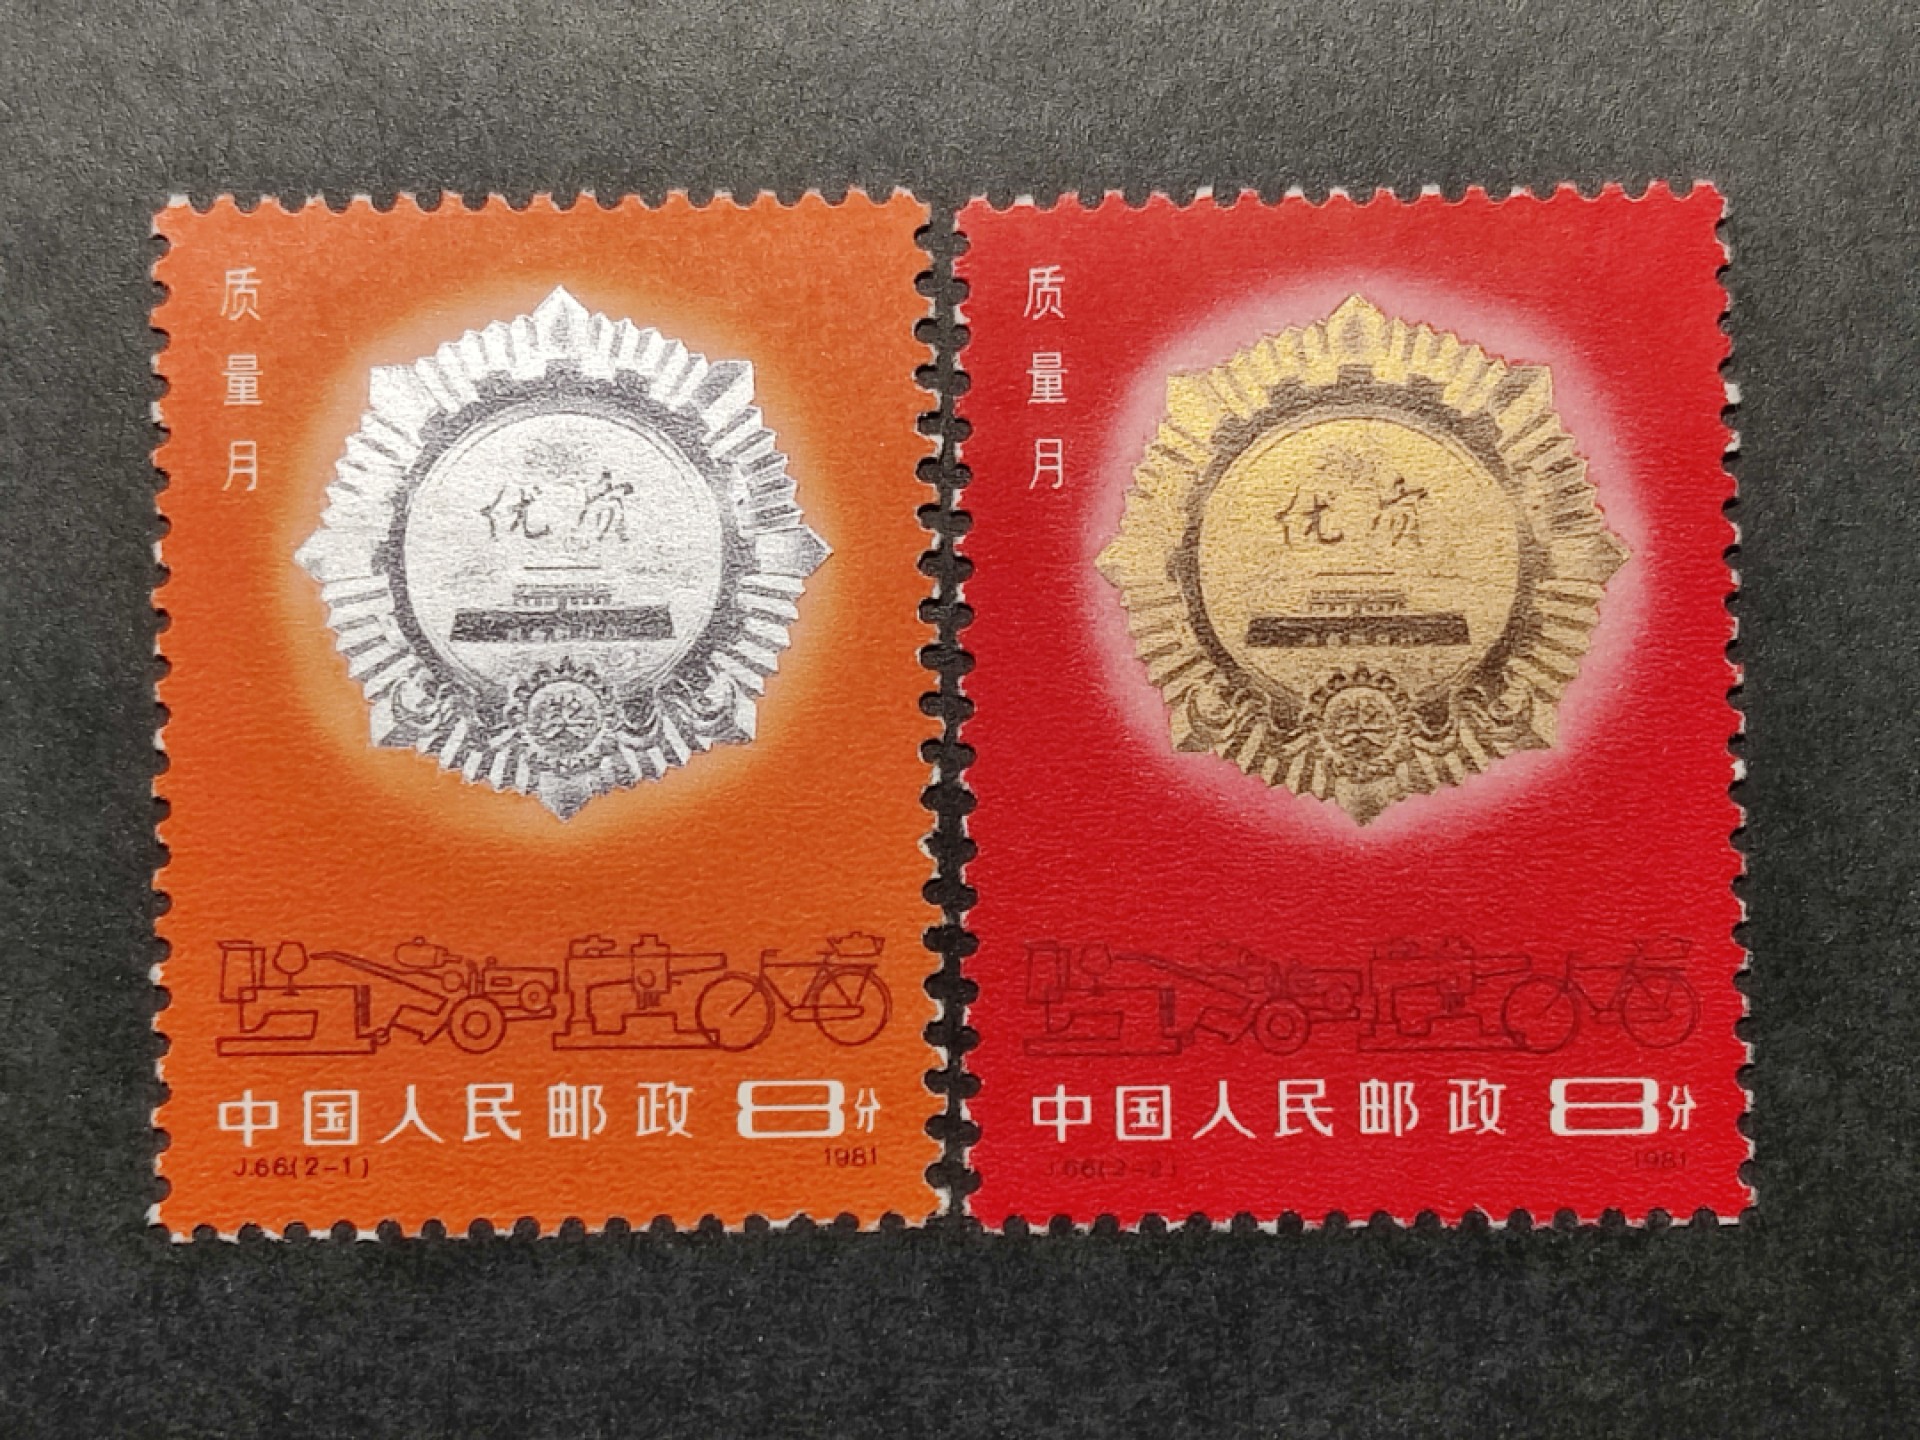 质量月
优质
奖
中国人民邮政 8分
J.66(2-1) 1981
质量月
优质
奖
中国人民邮政 8分
J.66(2-2) 1981